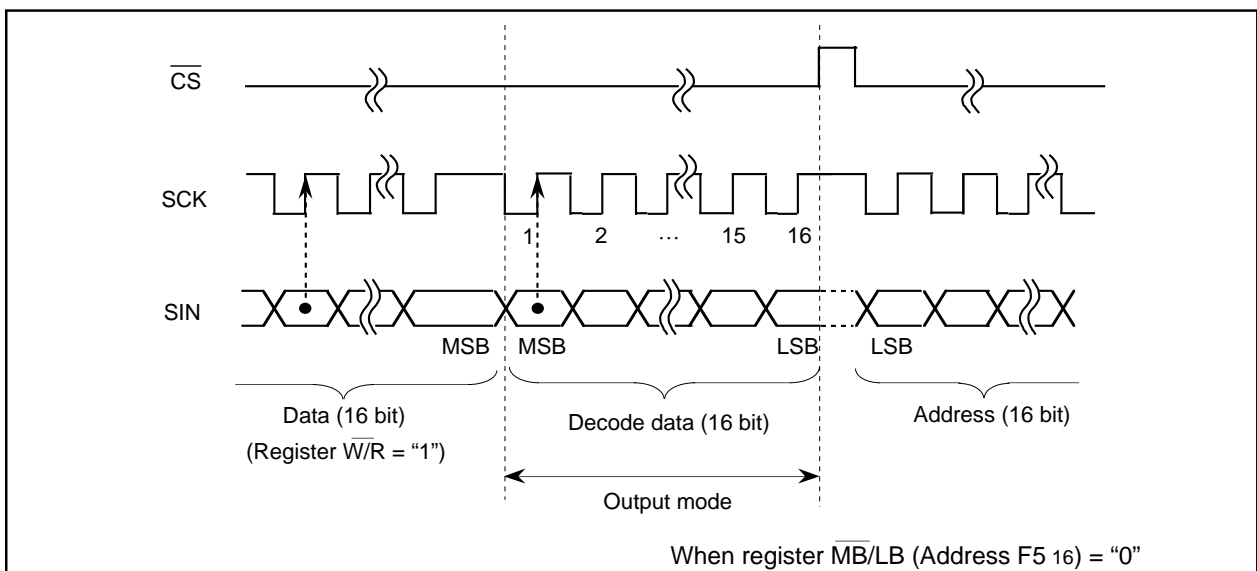 CS
SCK
1 2 … 15 16
SIN
MSB MSB LSB LSB
Data (16 bit) Decode data (16 bit) Address (16 bit)
(Register W/R = “1”)
Output mode
When register MB/LB (Address F5 16) = “0”